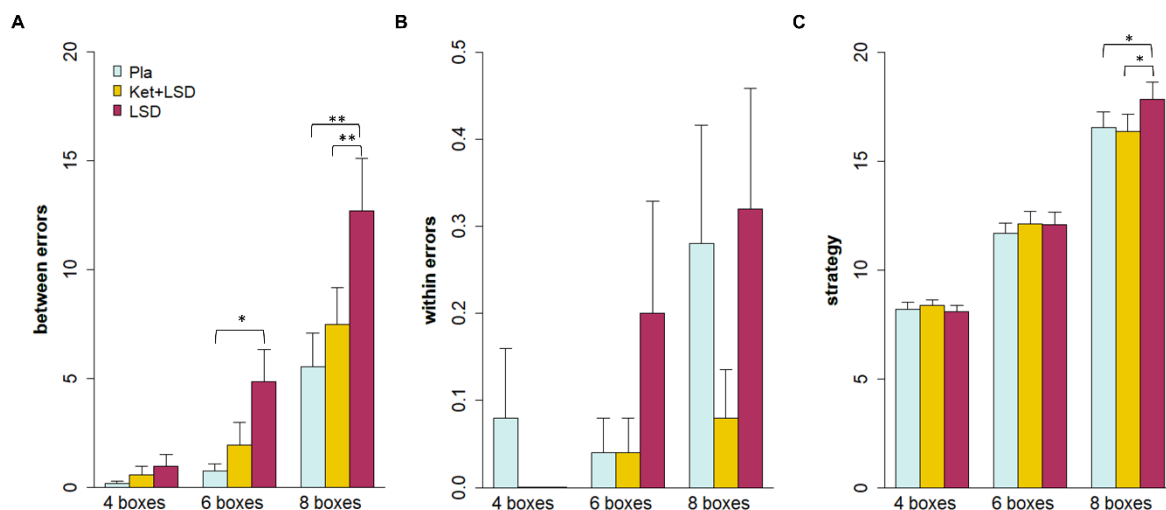 A
between errors
20
15
10
5
0
Pla
Ket+LSD
LSD
*
**
**
4 boxes
6 boxes
8 boxes
B
within errors
0.5
0.4
0.3
0.2
0.1
0.0
4 boxes
6 boxes
8 boxes
C
strategy
20
15
10
5
0
*
*
4 boxes
6 boxes
8 boxes